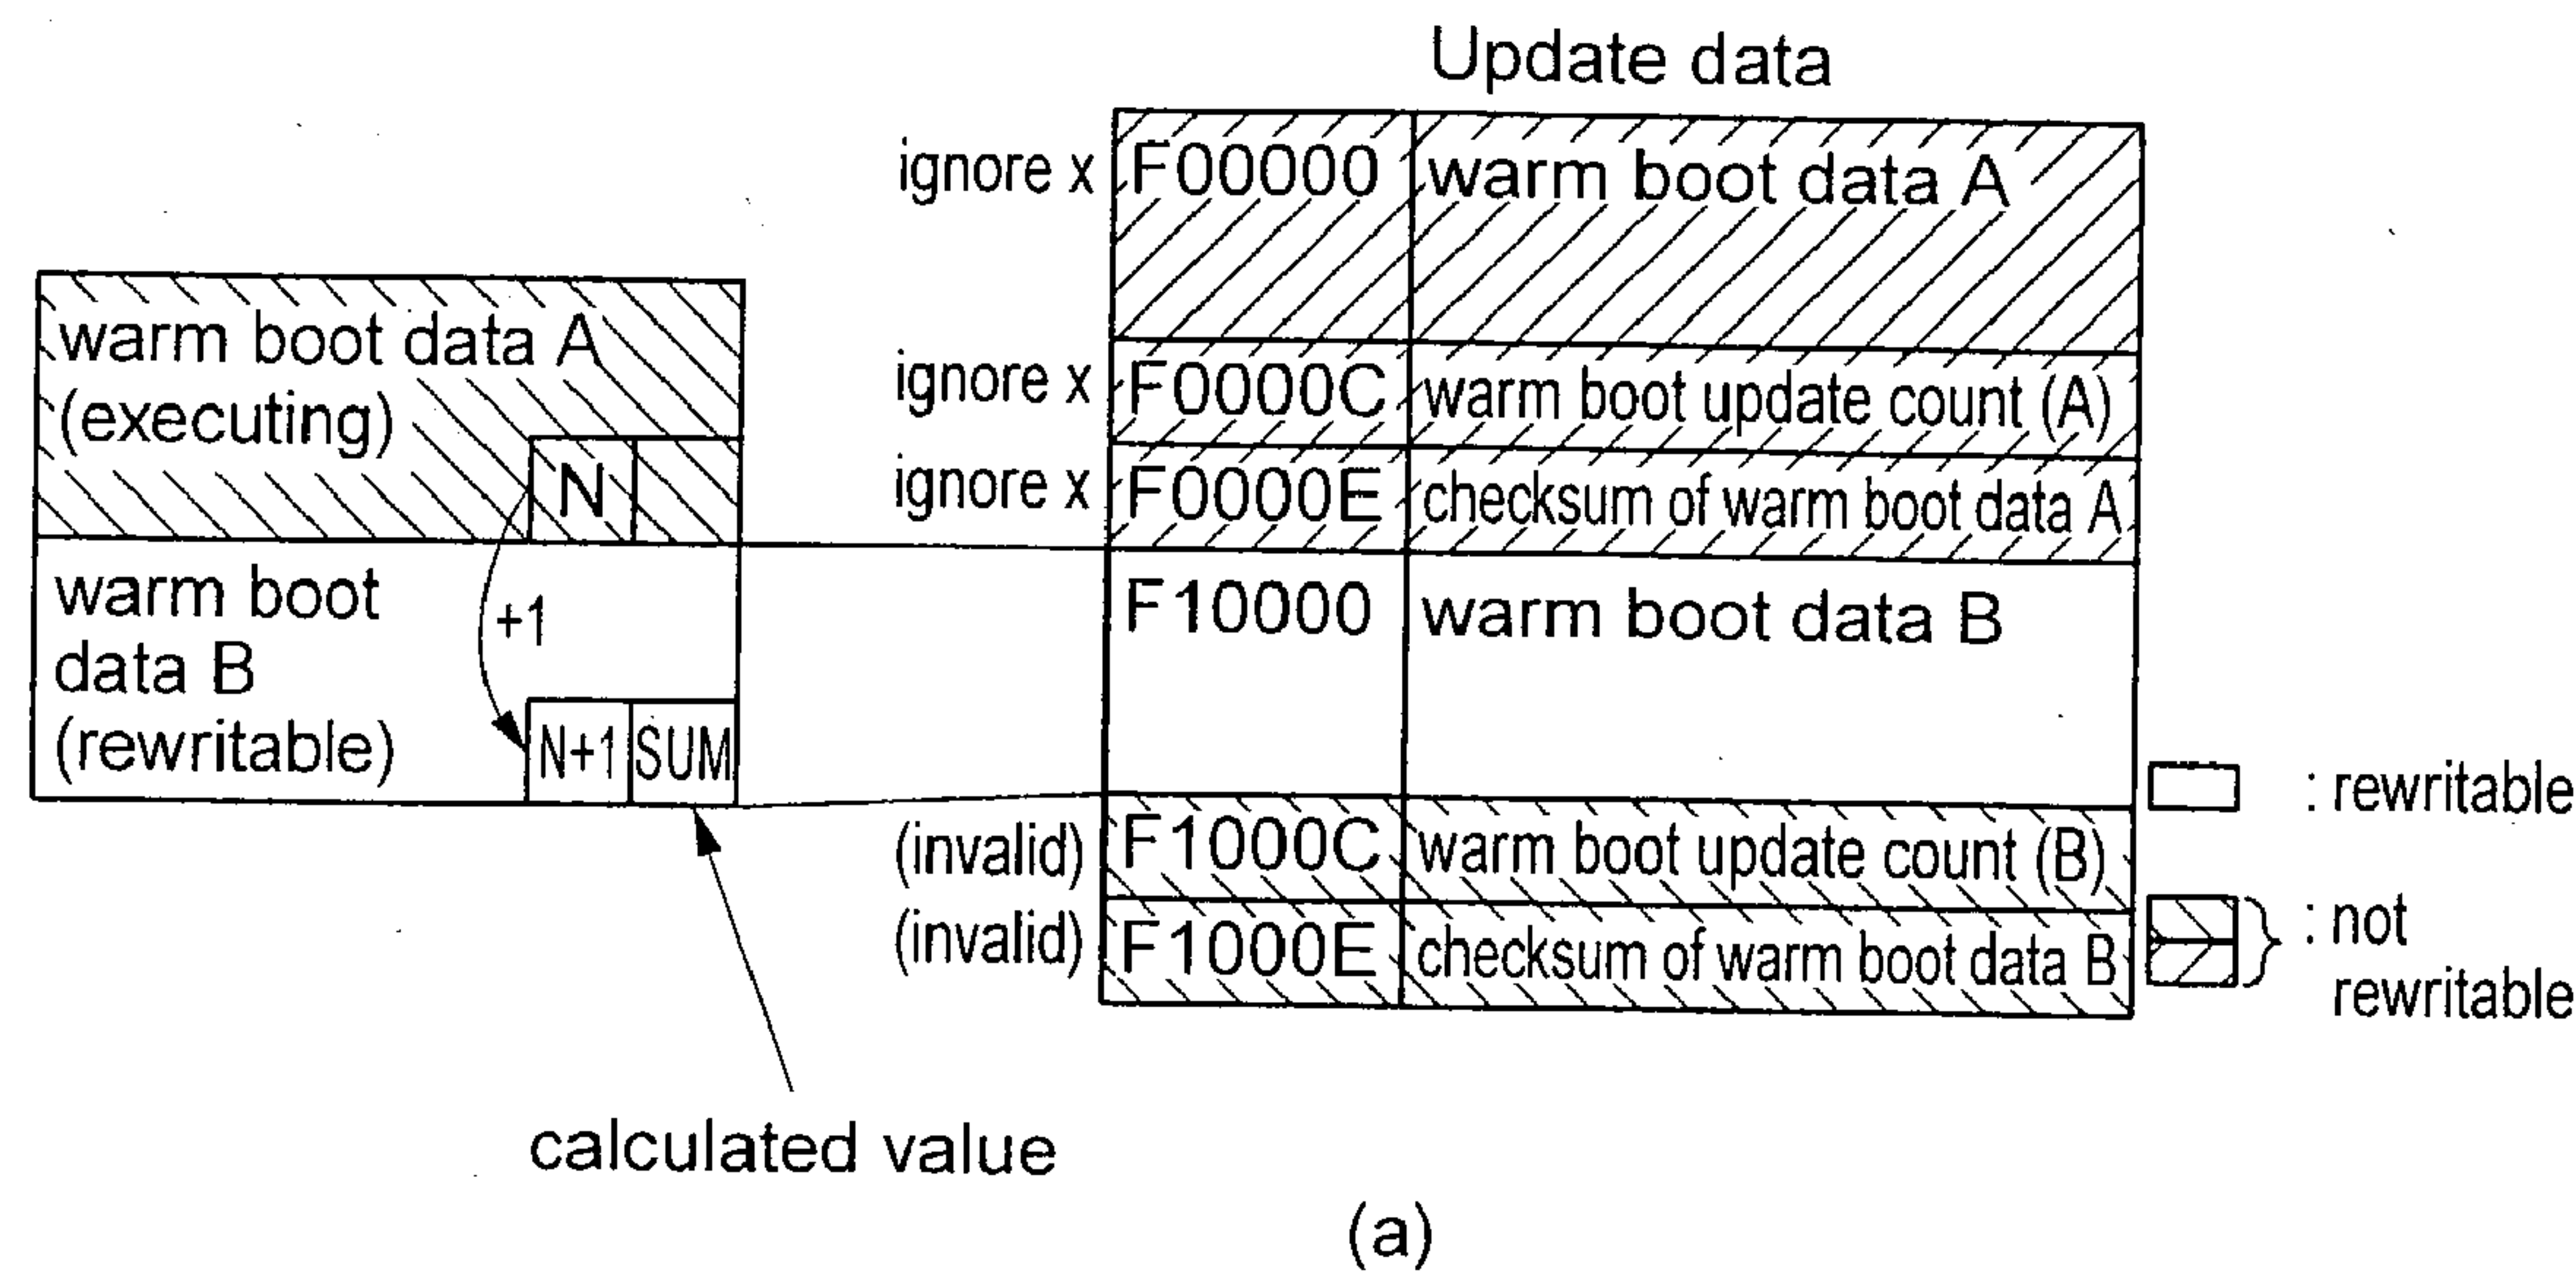 Update data
ignore x F00000 warm boot data A
warm boot data A
(executing)
N
ignore x F0000C warm boot update count (A)
ignore x F0000E checksum of warm boot data A
warm boot
data B
(rewritable)
+1
N+1 SUM
F10000 warm boot data B
(invalid) F1000C warm boot update count (B)
(invalid) F1000E checksum of warm boot data B
: rewritable
: not
rewritable
calculated value
(a)